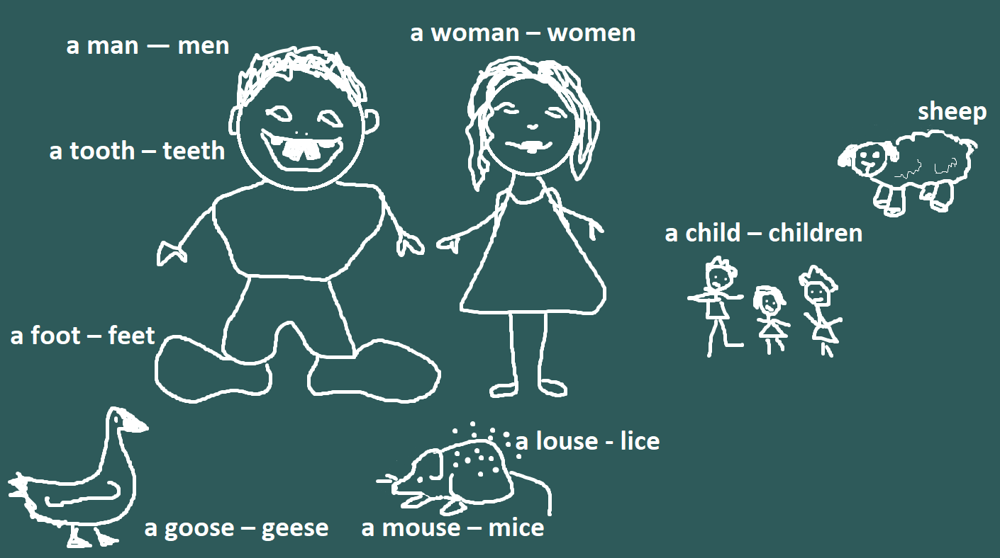 a man — men
a woman – women
sheep
a tooth – teeth
a child – children
a foot – feet
a louse - lice
a goose – geese
a mouse – mice